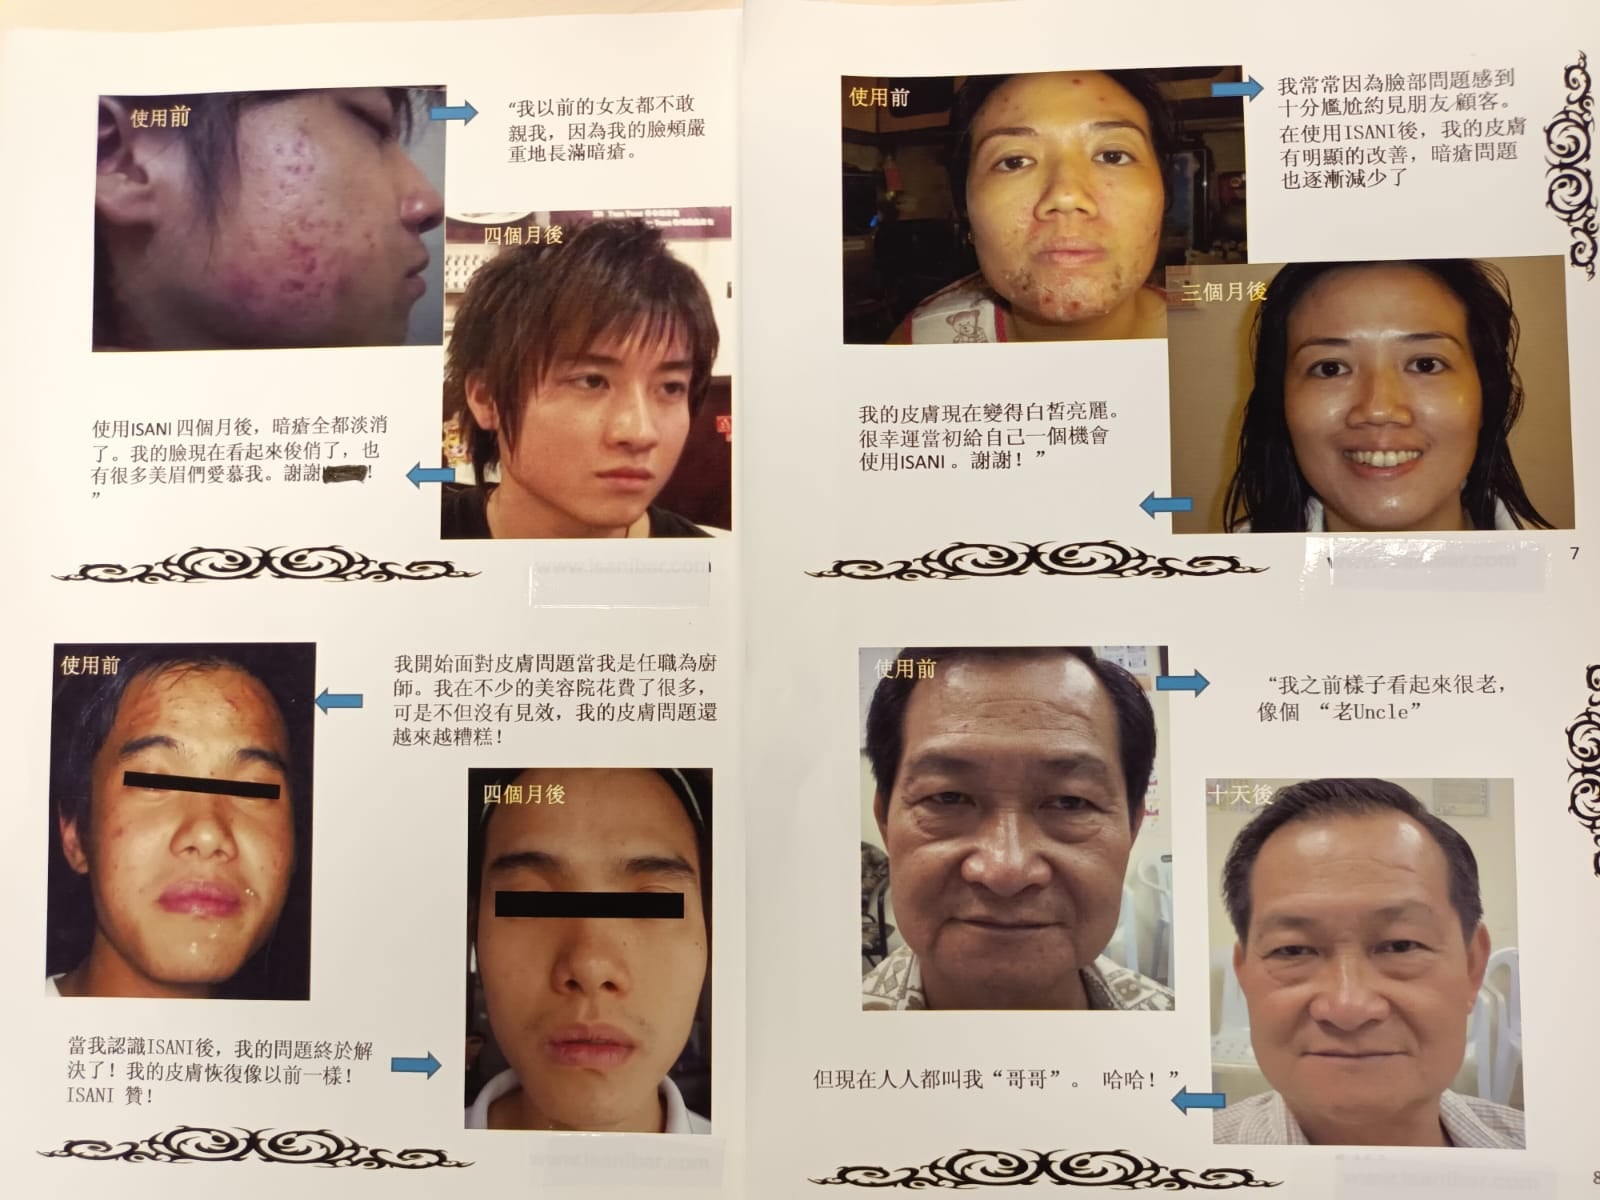 使用前
“我以前的女友都不敢
親我，因為我的臉頰嚴
重地長滿暗瘡。
四個月後
使用ISANI 四個月後，暗瘡全都淡消
了。我的臉現在看起來俊俏了，也
有很多美眉們愛慕我。謝謝 !
”
www.isanibar.com
使用前
我開始面對皮膚問題當我是任職為廚
師。我在不少的美容院花費了很多，
可是不但沒有見效，我的皮膚問題還
越來越糟糕！
四個月後
當我認識ISANI後，我的問題終於解
決了！我的皮膚恢復像以前一樣！
ISANI 贊！
www.isanibar.com
使用前
我常常因為臉部問題感到
十分尷尬約見朋友/顧客。
在使用ISANI後，我的皮膚
有明顯的改善，暗瘡問題
也逐漸減少了
三個月後
我的皮膚現在變得白皙亮麗。
很幸運當初給自己一個機會
使用ISANI 。謝謝！”
www.isanibar.com
7
使用前
“我之前樣子看起來很老，
像個 “老Uncle”
十天後
但現在人人都叫我“哥哥”。 哈哈！”
www.isanibar.com
8